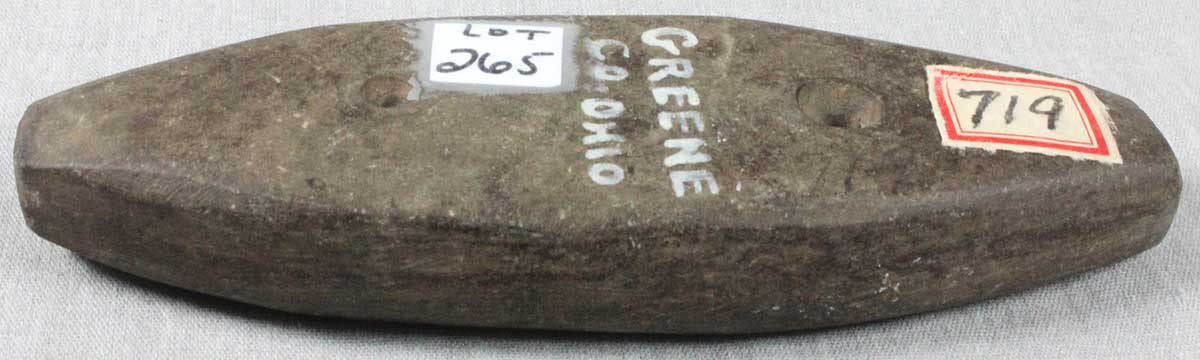 LOT
265
GREENE
CO. OHIO
719